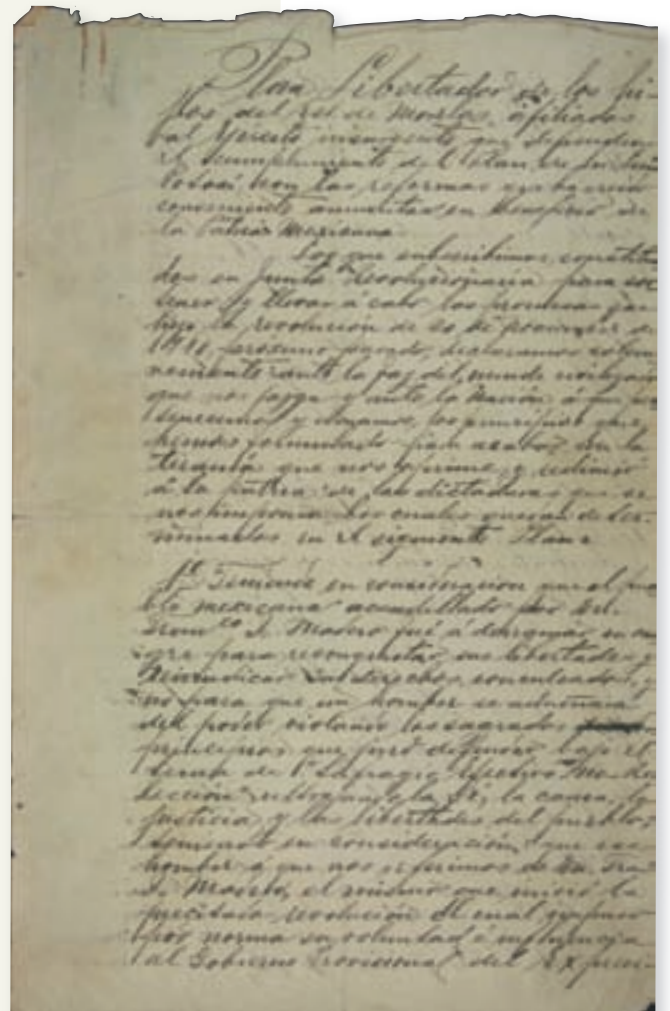 Plan Libertador de los hi-
jos del Est de Morelos, afiliados
al Ejército insurgente que defienden
el cumplimiento del Plan de San Luis
Potosí, con las reformas que ha creido
conveniente aumentar en beneficio de
la Patria Mexicana.
Los que subscribimos, constitui
dos en Junta Revolucionaria para sos
tener y llevar á cabo las promesas que
hizo la revolución de 20 de Noviembre de
1910, próximo pasado, declaramos solem
nemente ante la faz del mundo civilizado
que nos juzga y ante la Nación á que per
tenecemos y amamos, los principios que
hemos formulado para acabar con la
tiranía que nos oprime y redimir
á la patria de las dictaduras que se
nos imponen las cuales quedan deter-
minadas en el siguiente Plan:
1º Teniendo en consideración que el pue
blo mexicano acaudillado por Dn.
Franco I. Madero fué á derramar su san
gre para reconquistar sus libertades y
reivindicar sus derechos conculcados, y
no para que un hombre se adueñara
del poder violando los sagrados
principios que juró defender bajo el
lema de "Sufragio Efectivo" "No Re
elección" ultrajando la fé, la causa, la
justicia y las libertades del pueblo;
teniendo en consideración que ese
hombre á que nos referimos es Dn. Fran
I. Madero, el mismo que inició la
precitada revolución el cual
por norma su voluntad é influencia
al Gobierno Provisional del Ex presi-